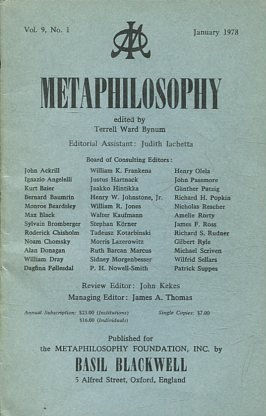 Vol. 9, No. 1 January 1978
METAPHILOSOPHY
edited by
Terrell Ward Bynum
Editorial Assistant: Judith Iachetta
Board of Consulting Editors:
John Ackrill William K. Frankena Henry Olela
Ignazio Angelelli Justus Hartnack John Passmore
Kurt Baier Jaakko Hintikka Günther Patzig
Bernard Baumrin Henry W. Johnstone, Jr. Richard H. Popkin
Monroe Beardsley William R. Jones Nicholas Rescher
Max Black Walter Kaufmann Amelie Rorty
Sylvain Bromberger Stephan Körner James F. Ross
Roderick Chisholm Tadeusz Kotarbinski Richard S. Rudner
Noam Chomsky Morris Lazerowitz Gilbert Ryle
Alan Donagan Ruth Barcan Marcus Michael Scriven
William Dray Sidney Morgenbesser Wilfrid Sellars
Dagfinn Føllesdal P. H. Nowell-Smith Patrick Suppes
Review Editor: John Kekes
Managing Editor: James A. Thomas
Annual Subscription: $25.00 (Institutions) Single Copies: $7.00
$16.00 (Individuals)
Published for
the METAPHILOSOPHY FOUNDATION, INC. by
BASIL BLACKWELL
5 Alfred Street, Oxford, England